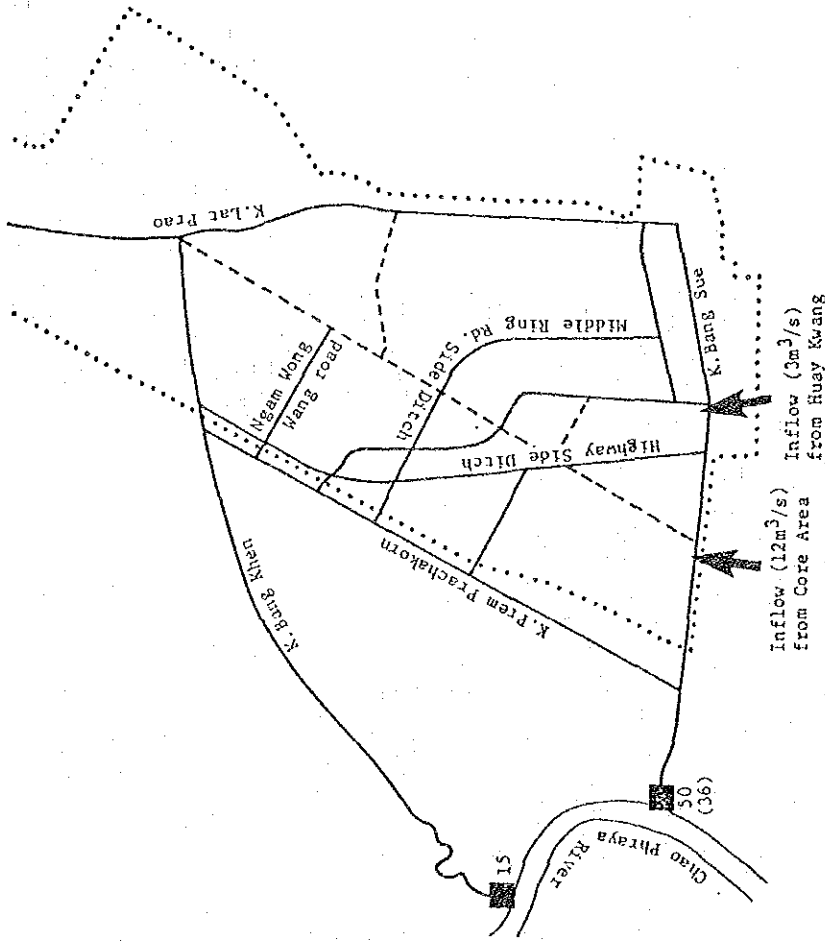 K.Lat Prao
Ngam Wong
Wang road
Side Ditch
Middle Ring Rd.
K.Bang Sue
K.Bang Khen
Highway Side Ditch
K.Prem Prachakorn
Inflow (3m³/s)
from Huay Kwang
Inflow (12m³/s)
from Core Area
15
50
(36)
Chao Phraya
River